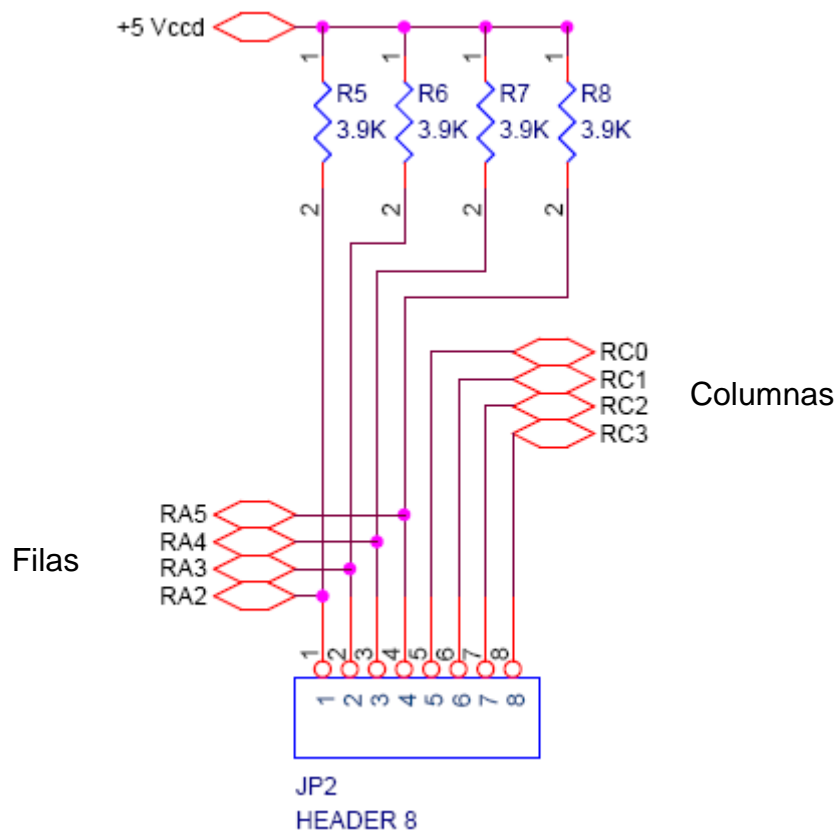 +5 Vccd
1 1 1 1
R5 R6 R7 R8
3.9K 3.9K 3.9K 3.9K
2 2 2 2
RC0
RC1
Columnas
RC2
RC3
RA5
RA4
Filas
RA3
RA2
1 2 3 4 5 6 7 8
1 2 3 4 5 6 7 8
JP2
HEADER 8